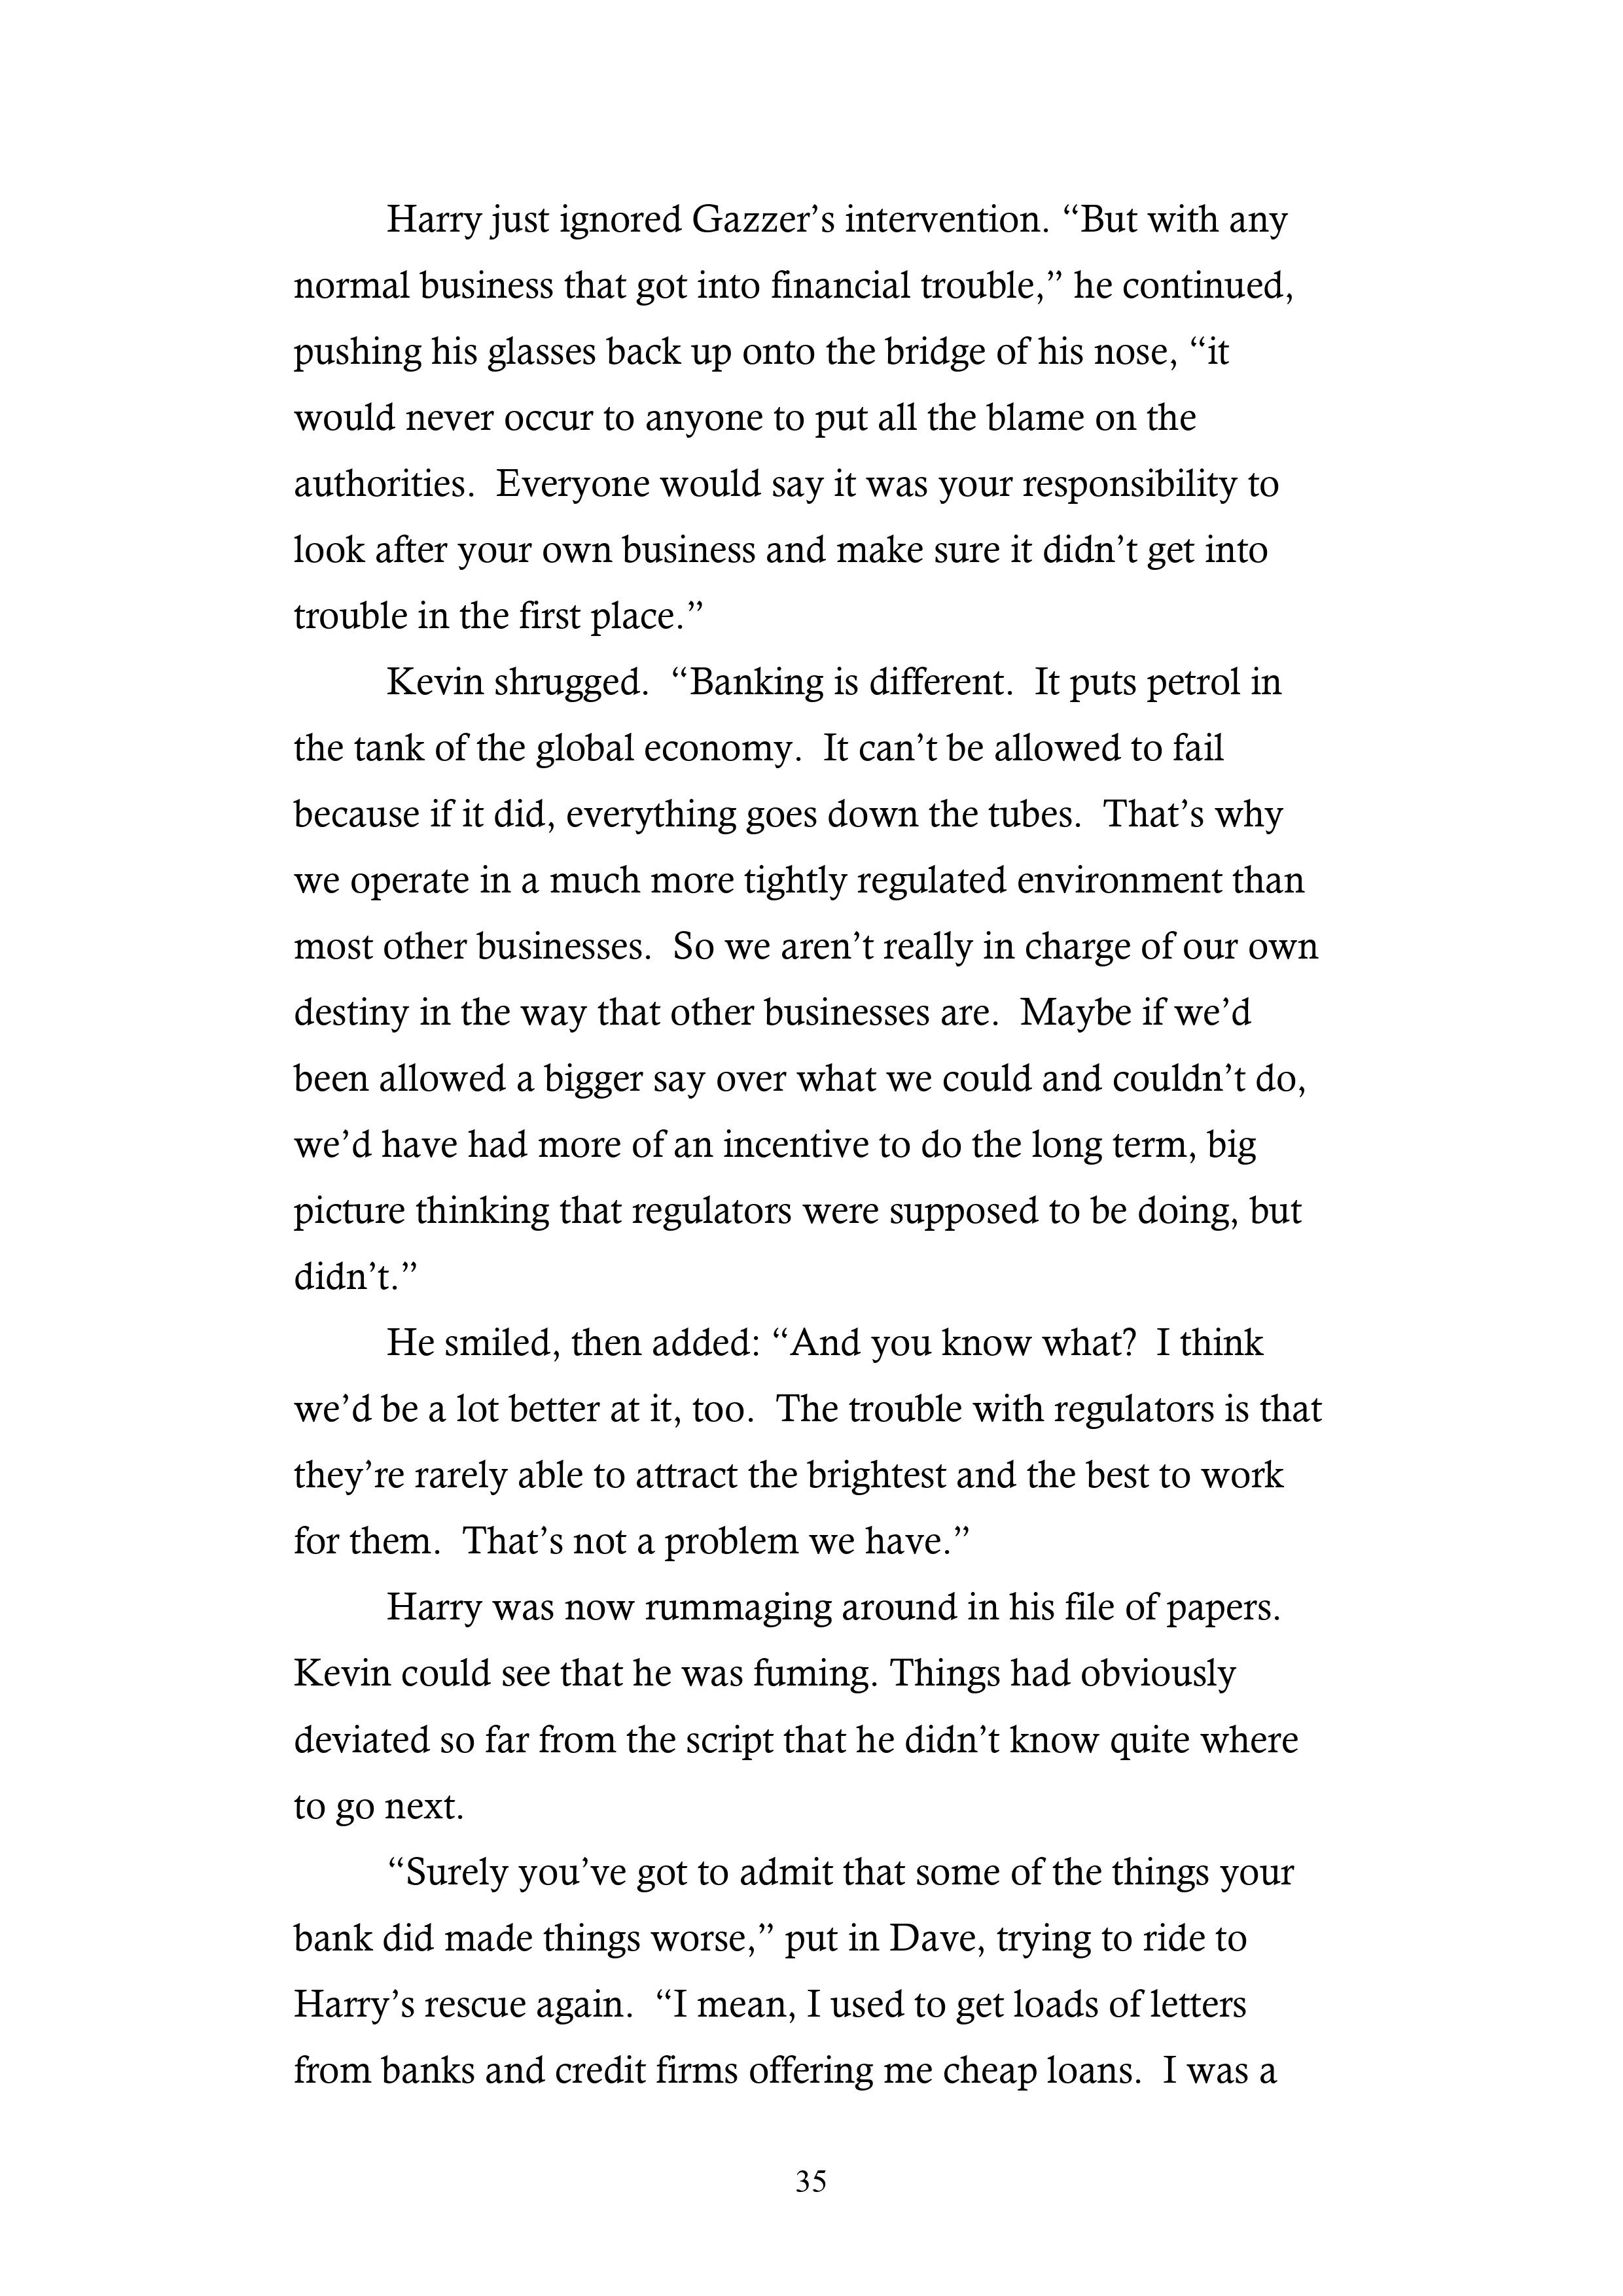 Harry just ignored Gazzer’s intervention. “But with any
normal business that got into financial trouble,” he continued,
pushing his glasses back up onto the bridge of his nose, “it
would never occur to anyone to put all the blame on the
authorities.  Everyone would say it was your responsibility to
look after your own business and make sure it didn’t get into
trouble in the first place.”
Kevin shrugged.  “Banking is different.  It puts petrol in
the tank of the global economy.  It can’t be allowed to fail
because if it did, everything goes down the tubes.  That’s why
we operate in a much more tightly regulated environment than
most other businesses.  So we aren’t really in charge of our own
destiny in the way that other businesses are.  Maybe if we’d
been allowed a bigger say over what we could and couldn’t do,
we’d have had more of an incentive to do the long term, big
picture thinking that regulators were supposed to be doing, but
didn’t.”
He smiled, then added: “And you know what?  I think
we’d be a lot better at it, too.  The trouble with regulators is that
they’re rarely able to attract the brightest and the best to work
for them.  That’s not a problem we have.”
Harry was now rummaging around in his file of papers.
Kevin could see that he was fuming. Things had obviously
deviated so far from the script that he didn’t know quite where
to go next.
“Surely you’ve got to admit that some of the things your
bank did made things worse,” put in Dave, trying to ride to
Harry’s rescue again.  “I mean, I used to get loads of letters
from banks and credit firms offering me cheap loans.  I was a
35